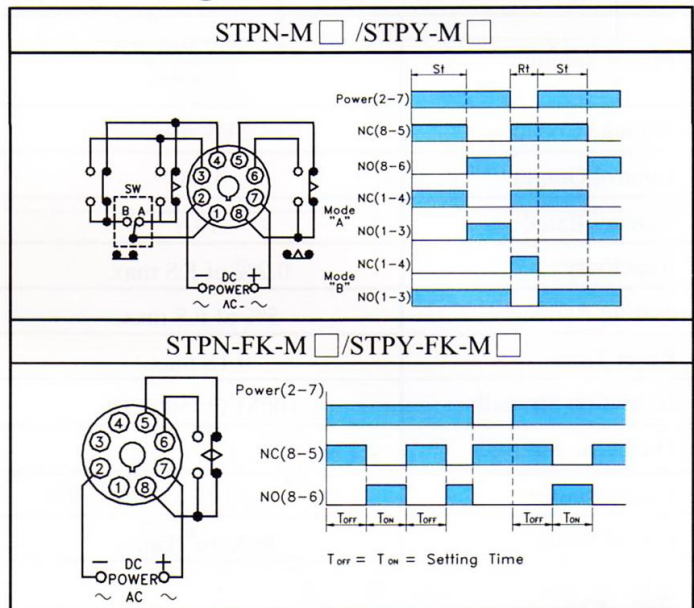 STPN-M□ /STPY-M□
St Rt St
Power(2-7)
NC(8-5)
NO(8-6)
NC(1-4)
Mode "A"
NO(1-3)
NC(1-4)
Mode "B"
NO(1-3)
SW
B A
4 5
3 6
2 7
1 8
DC +
POWER
~ AC- ~
STPN-FK-M□/STPY-FK-M□
Power(2-7)
NC(8-5)
NO(8-6)
TOFF TON TOFF TOFF TON
TOFF = TON = Setting Time
4 5
3 6
2 7
1 8
− DC +
POWER
~ AC ~